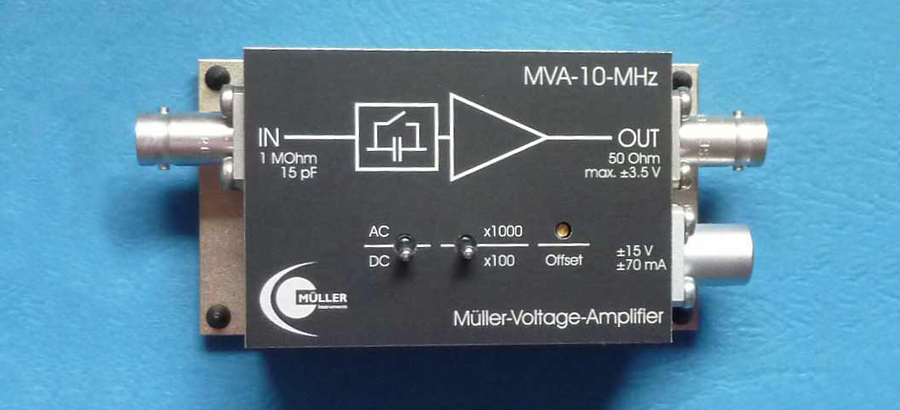 MVA-10-MHz
IN
1 MOhm
15 pF
OUT
50 Ohm
max. ±3.5 V
AC
DC
x1000
x100
Offset
±15 V
±70 mA
MÜLLER
Instruments
Müller-Voltage-Amplifier